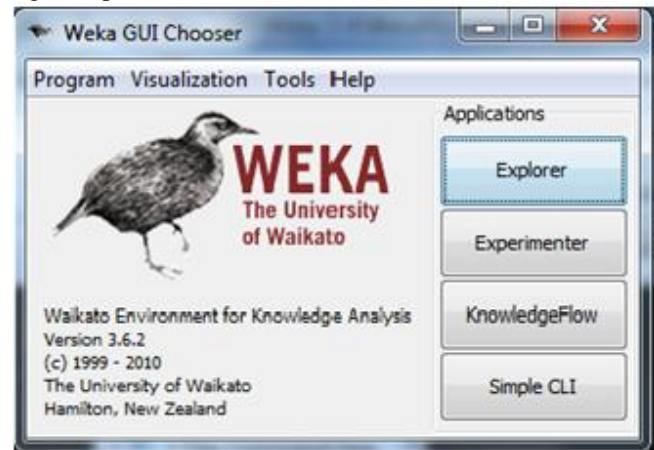 Weka GUI Chooser
Program Visualization Tools Help
Applications
WEKA
The University
of Waikato
Explorer
Experimenter
KnowledgeFlow
Simple CLI
Waikato Environment for Knowledge Analysis
Version 3.6.2
(c) 1999 - 2010
The University of Waikato
Hamilton, New Zealand